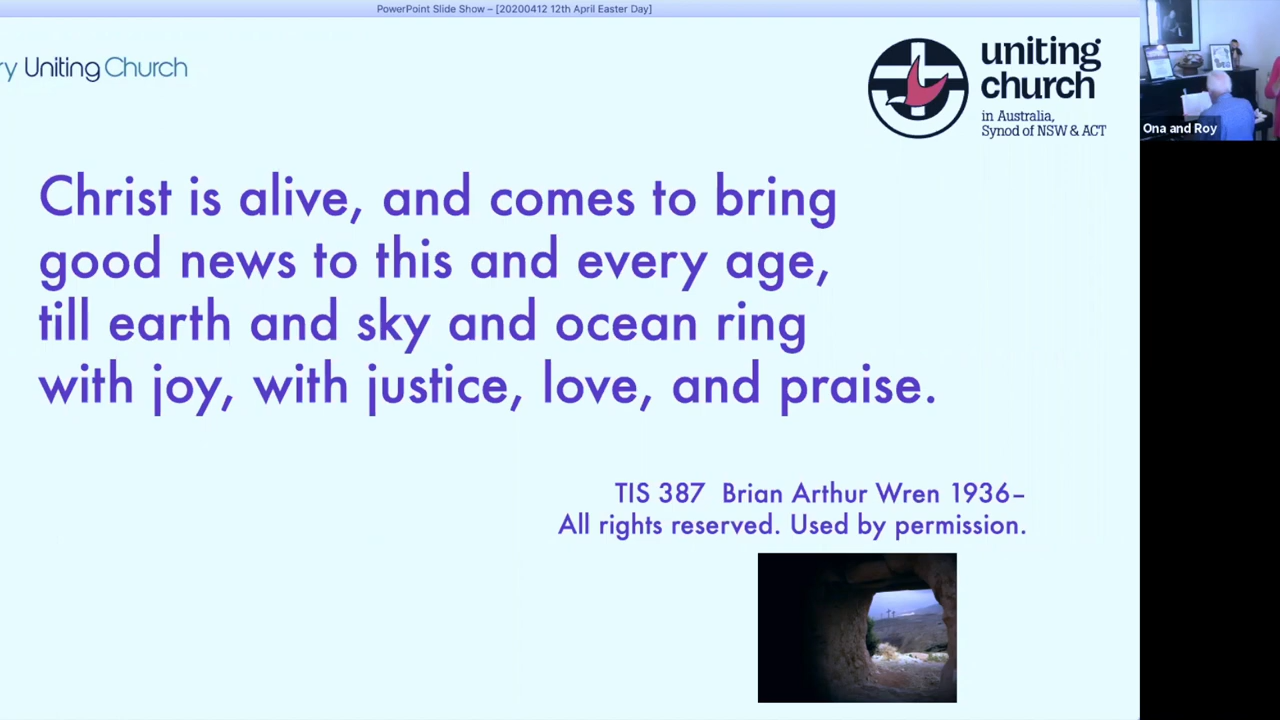 PowerPoint Slide Show – [20200412 12th April Easter Day]
ry Uniting Church
uniting
church
in Australia,
Synod of NSW & ACT
Ona and Roy
Christ is alive, and comes to bring
good news to this and every age,
till earth and sky and ocean ring
with joy, with justice, love, and praise.
TIS 387 Brian Arthur Wren 1936–
All rights reserved. Used by permission.